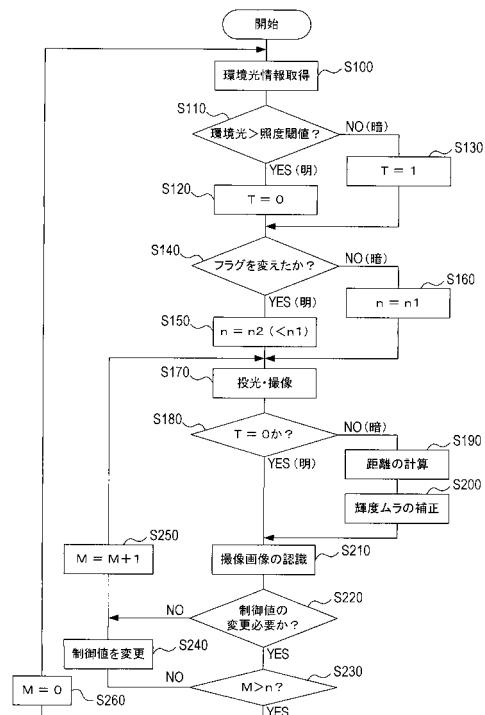 開始
環境光情報取得
S100
S110
環境光＞照度閾値？
NO(暗)
S130
T = 1
YES(明)
S120
T = 0
S140
フラグを変えたか？
NO(暗)
S160
n = n1
YES(明)
S150
n = n2 (<n1)
S170
投光・撮像
S180
T = 0か？
NO(暗)
S190
距離の計算
YES(明)
S200
輝度ムラの補正
S250
M = M+1
S210
撮像画像の認識
S220
制御値の
変更必要か？
NO
YES
S240
制御値を変更
S230
M>n?
NO
YES
M = 0
S260